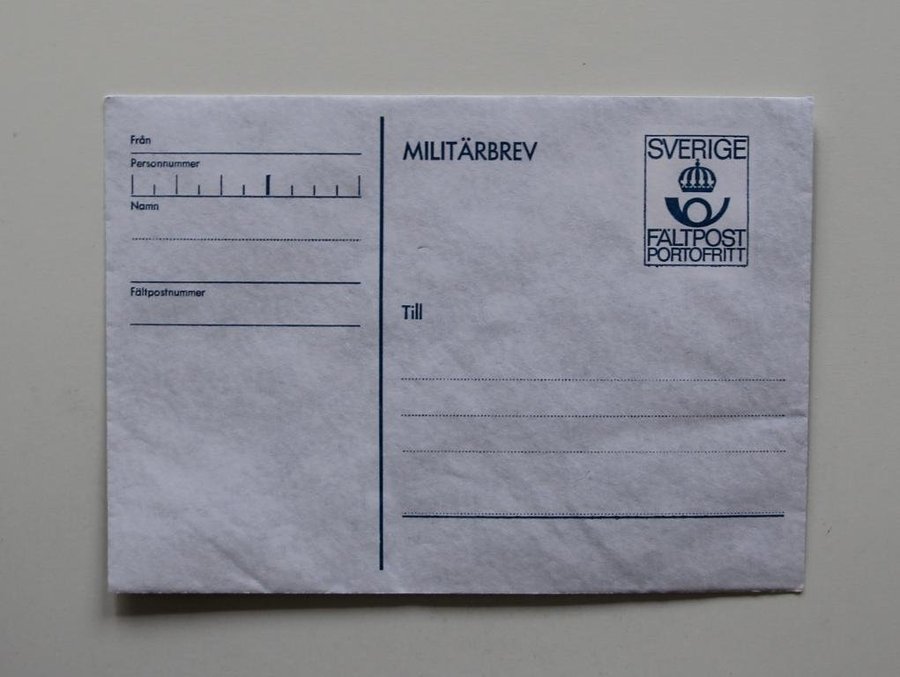 Från
Personnummer
Namn
Fältpostnummer
MILITÄRBREV
SVERIGE
FÄLTPOST
PORTOFRITT
Till